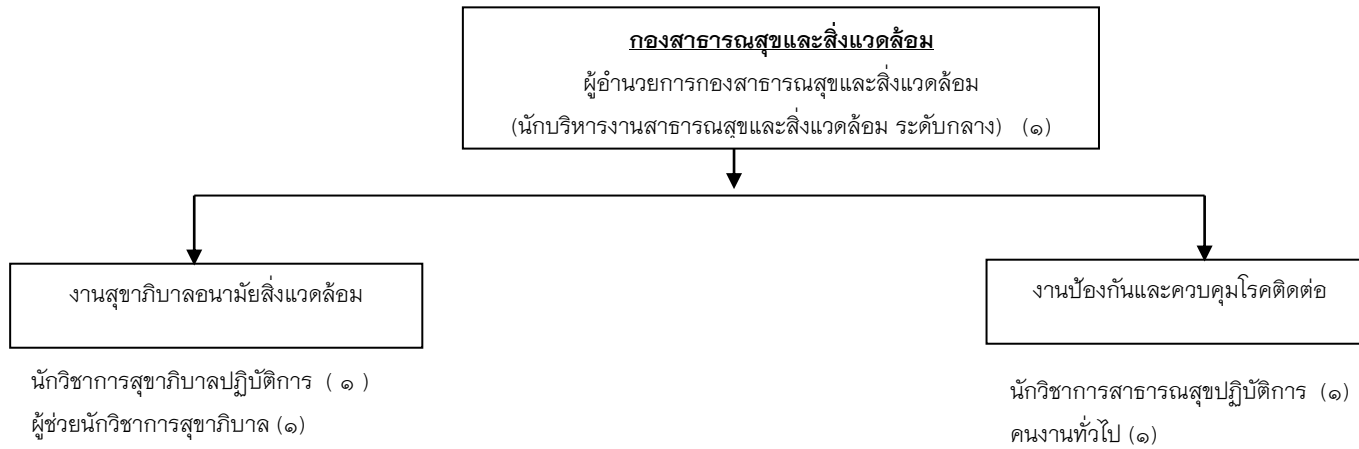 กองสาธารณสุขและสิ่งแวดล้อม
ผู้อำนวยการกองสาธารณสุขและสิ่งแวดล้อม
(นักบริหารงานสาธารณสุขและสิ่งแวดล้อม ระดับกลาง) (๑)
งานสุขาภิบาลอนามัยสิ่งแวดล้อม
นักวิชาการสุขาภิบาลปฏิบัติการ ( ๑ )
ผู้ช่วยนักวิชาการสุขาภิบาล (๑)
งานป้องกันและควบคุมโรคติดต่อ
นักวิชาการสาธารณสุขปฏิบัติการ (๑)
คนงานทั่วไป (๑)